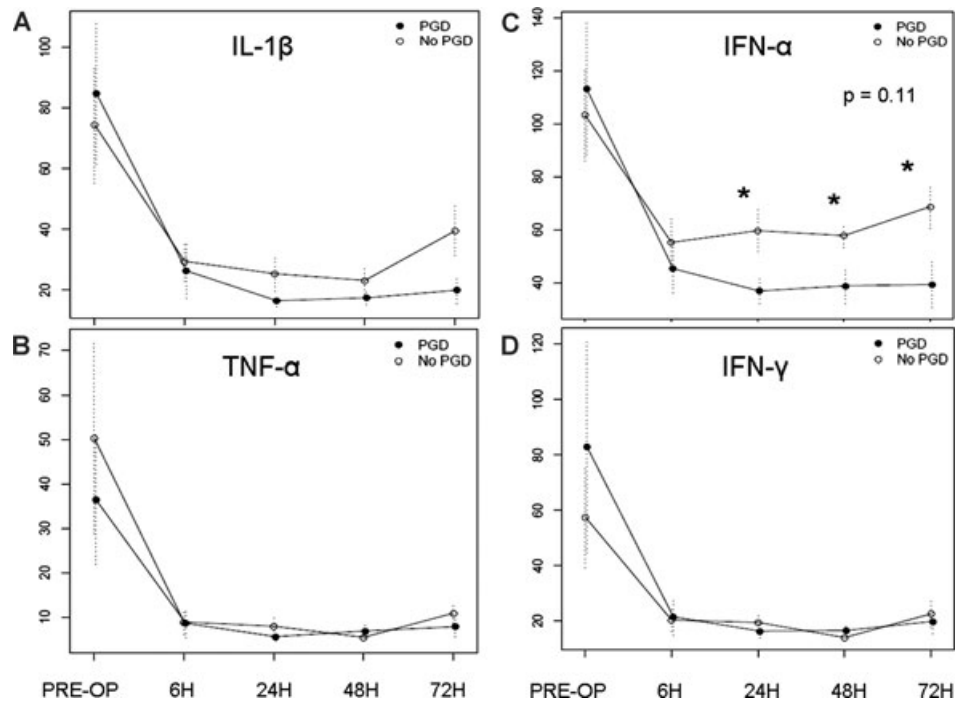 A
IL-1β
PGD
No PGD
100
80
60
40
20
C
IFN-α
PGD
No PGD
p = 0.11
*
*
*
140
120
100
80
60
40
B
TNF-α
PGD
No PGD
70
60
50
40
30
20
10
PRE-OP 6H 24H 48H 72H
D
IFN-γ
PGD
No PGD
120
100
80
60
40
20
PRE-OP 6H 24H 48H 72H